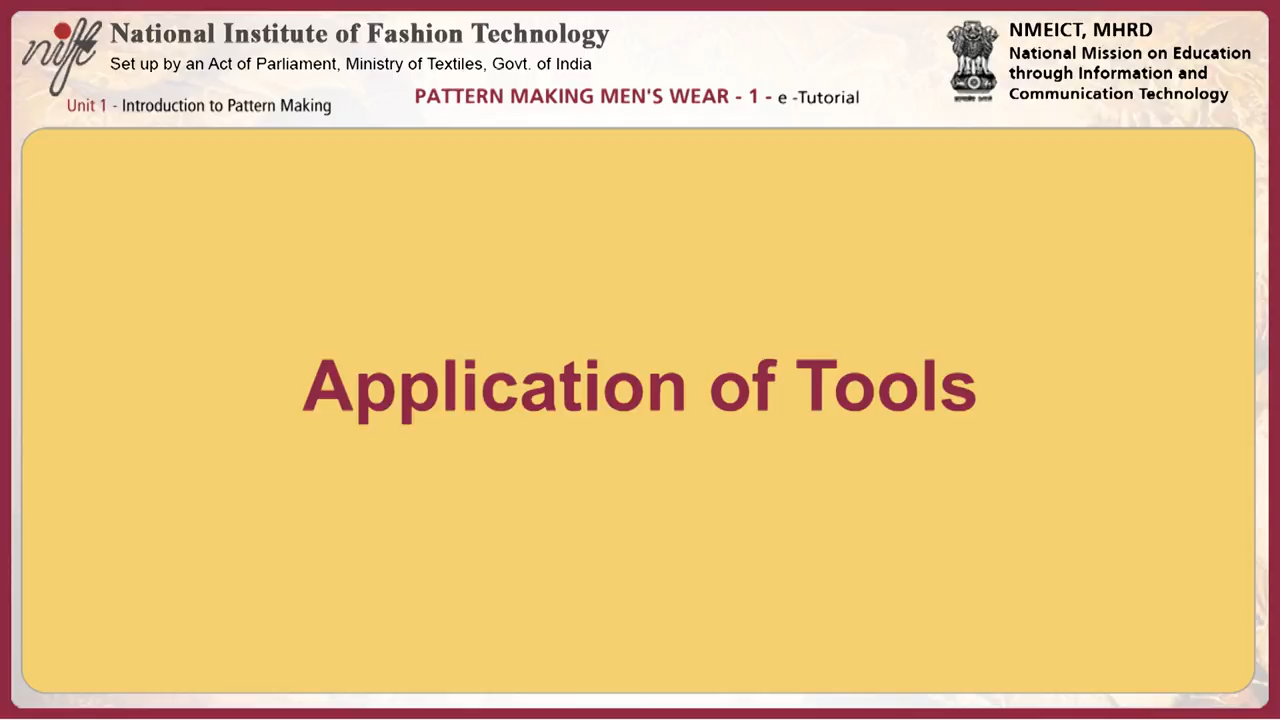 nift
National Institute of Fashion Technology
Set up by an Act of Parliament, Ministry of Textiles, Govt. of India
Unit 1 - Introduction to Pattern Making
PATTERN MAKING MEN'S WEAR - 1 - e -Tutorial
NMEICT, MHRD
National Mission on Education
through Information and
Communication Technology
Application of Tools